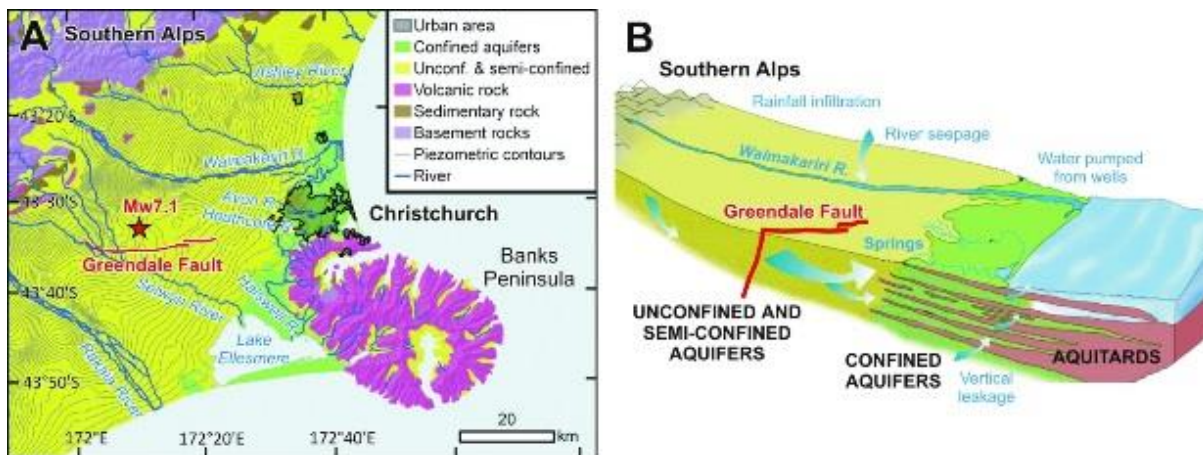 A
Southern Alps
Ashley River
43°20'S
Waimakariri R.
43°30'S
Mw7.1
Avon R.
Heathcote R.
Christchurch
Greendale Fault
Banks
Peninsula
43°40'S
Selwyn River
Halswell R.
Lake
Ellesmere
Rakaia River
43°50'S
172°E
172°20'E
172°40'E
20
km
Urban area
Confined aquifers
Unconf. & semi-confined
Volcanic rock
Sedimentary rock
Basement rocks
Piezometric contours
River
B
Southern Alps
Rainfall infiltration
River seepage
Waimakariri R.
Water pumped
from wells
Greendale Fault
Springs
UNCONFINED AND
SEMI-CONFINED
AQUIFERS
CONFINED
AQUIFERS
AQUITARDS
Vertical
leakage